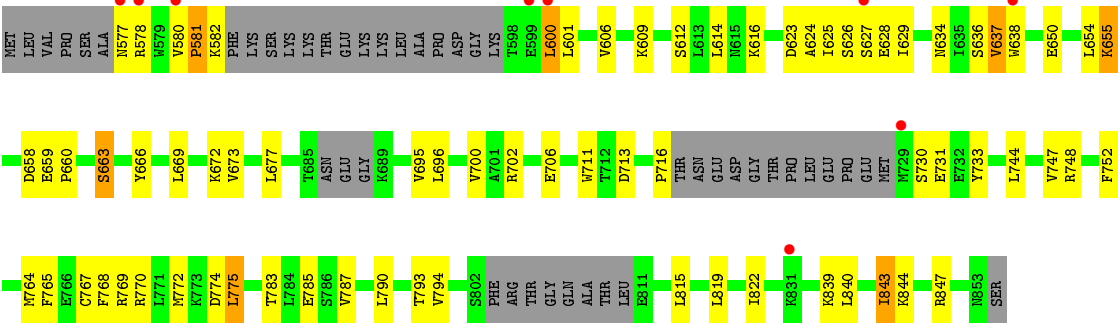 MET LEU VAL PRO SER ALA N577 R578 W579 V580 P581 K582 PHE LYS SER LYS LYS THR GLU LYS LYS LEU ALA PRO ASP GLY LYS T598 E599 L600 L601 V606 K609 S612 L613 L614 N615 K616 D623 A624 I625 S626 S627 E628 I629 N634 I635 S636 V637 W638 E650 L654 K655
D658 E659 P660 S663 Y666 L669 K672 V673 L677 T685 ASN GLU GLY K689 V695 L696 V700 A701 R702 E706 W711 T712 D713 P716 THR ASN GLU ASP GLY THR PRO LEU GLU GLU PRO GLU MET M729 S730 E731 E732 Y733 L744 V747 R748 F752
M764 F765 E766 C767 F768 R769 R770 L771 M772 K773 D774 L775 T783 L784 E785 S786 V787 L790 T793 V794 S802 PHE ARG THR GLY GLN ALA THR LEU E811 L815 L819 I822 K831 K839 L840 I843 K844 R847 N853 SER